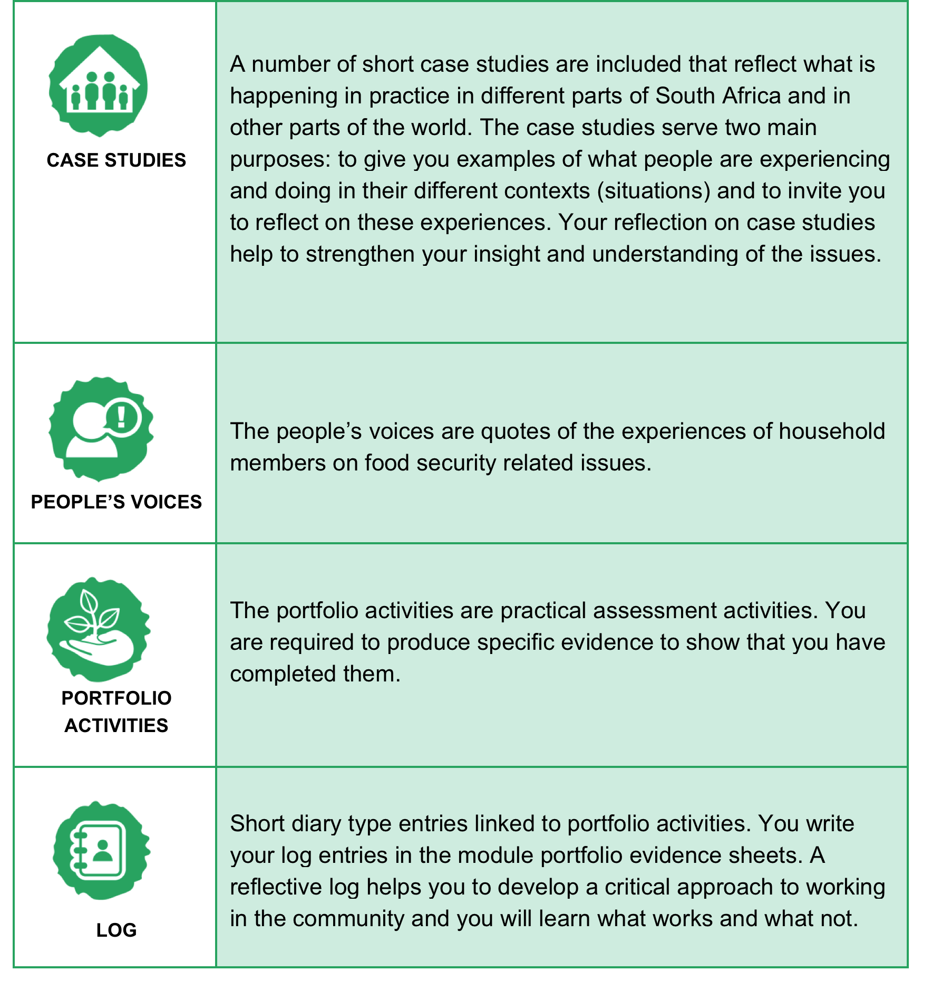 CASE STUDIES
A number of short case studies are included that reflect what is
happening in practice in different parts of South Africa and in
other parts of the world. The case studies serve two main
purposes: to give you examples of what people are experiencing
and doing in their different contexts (situations) and to invite you
to reflect on these experiences. Your reflection on case studies
help to strengthen your insight and understanding of the issues.
PEOPLE’S VOICES
The people’s voices are quotes of the experiences of household
members on food security related issues.
PORTFOLIO
ACTIVITIES
The portfolio activities are practical assessment activities. You
are required to produce specific evidence to show that you have
completed them.
LOG
Short diary type entries linked to portfolio activities. You write
your log entries in the module portfolio evidence sheets. A
reflective log helps you to develop a critical approach to working
in the community and you will learn what works and what not.